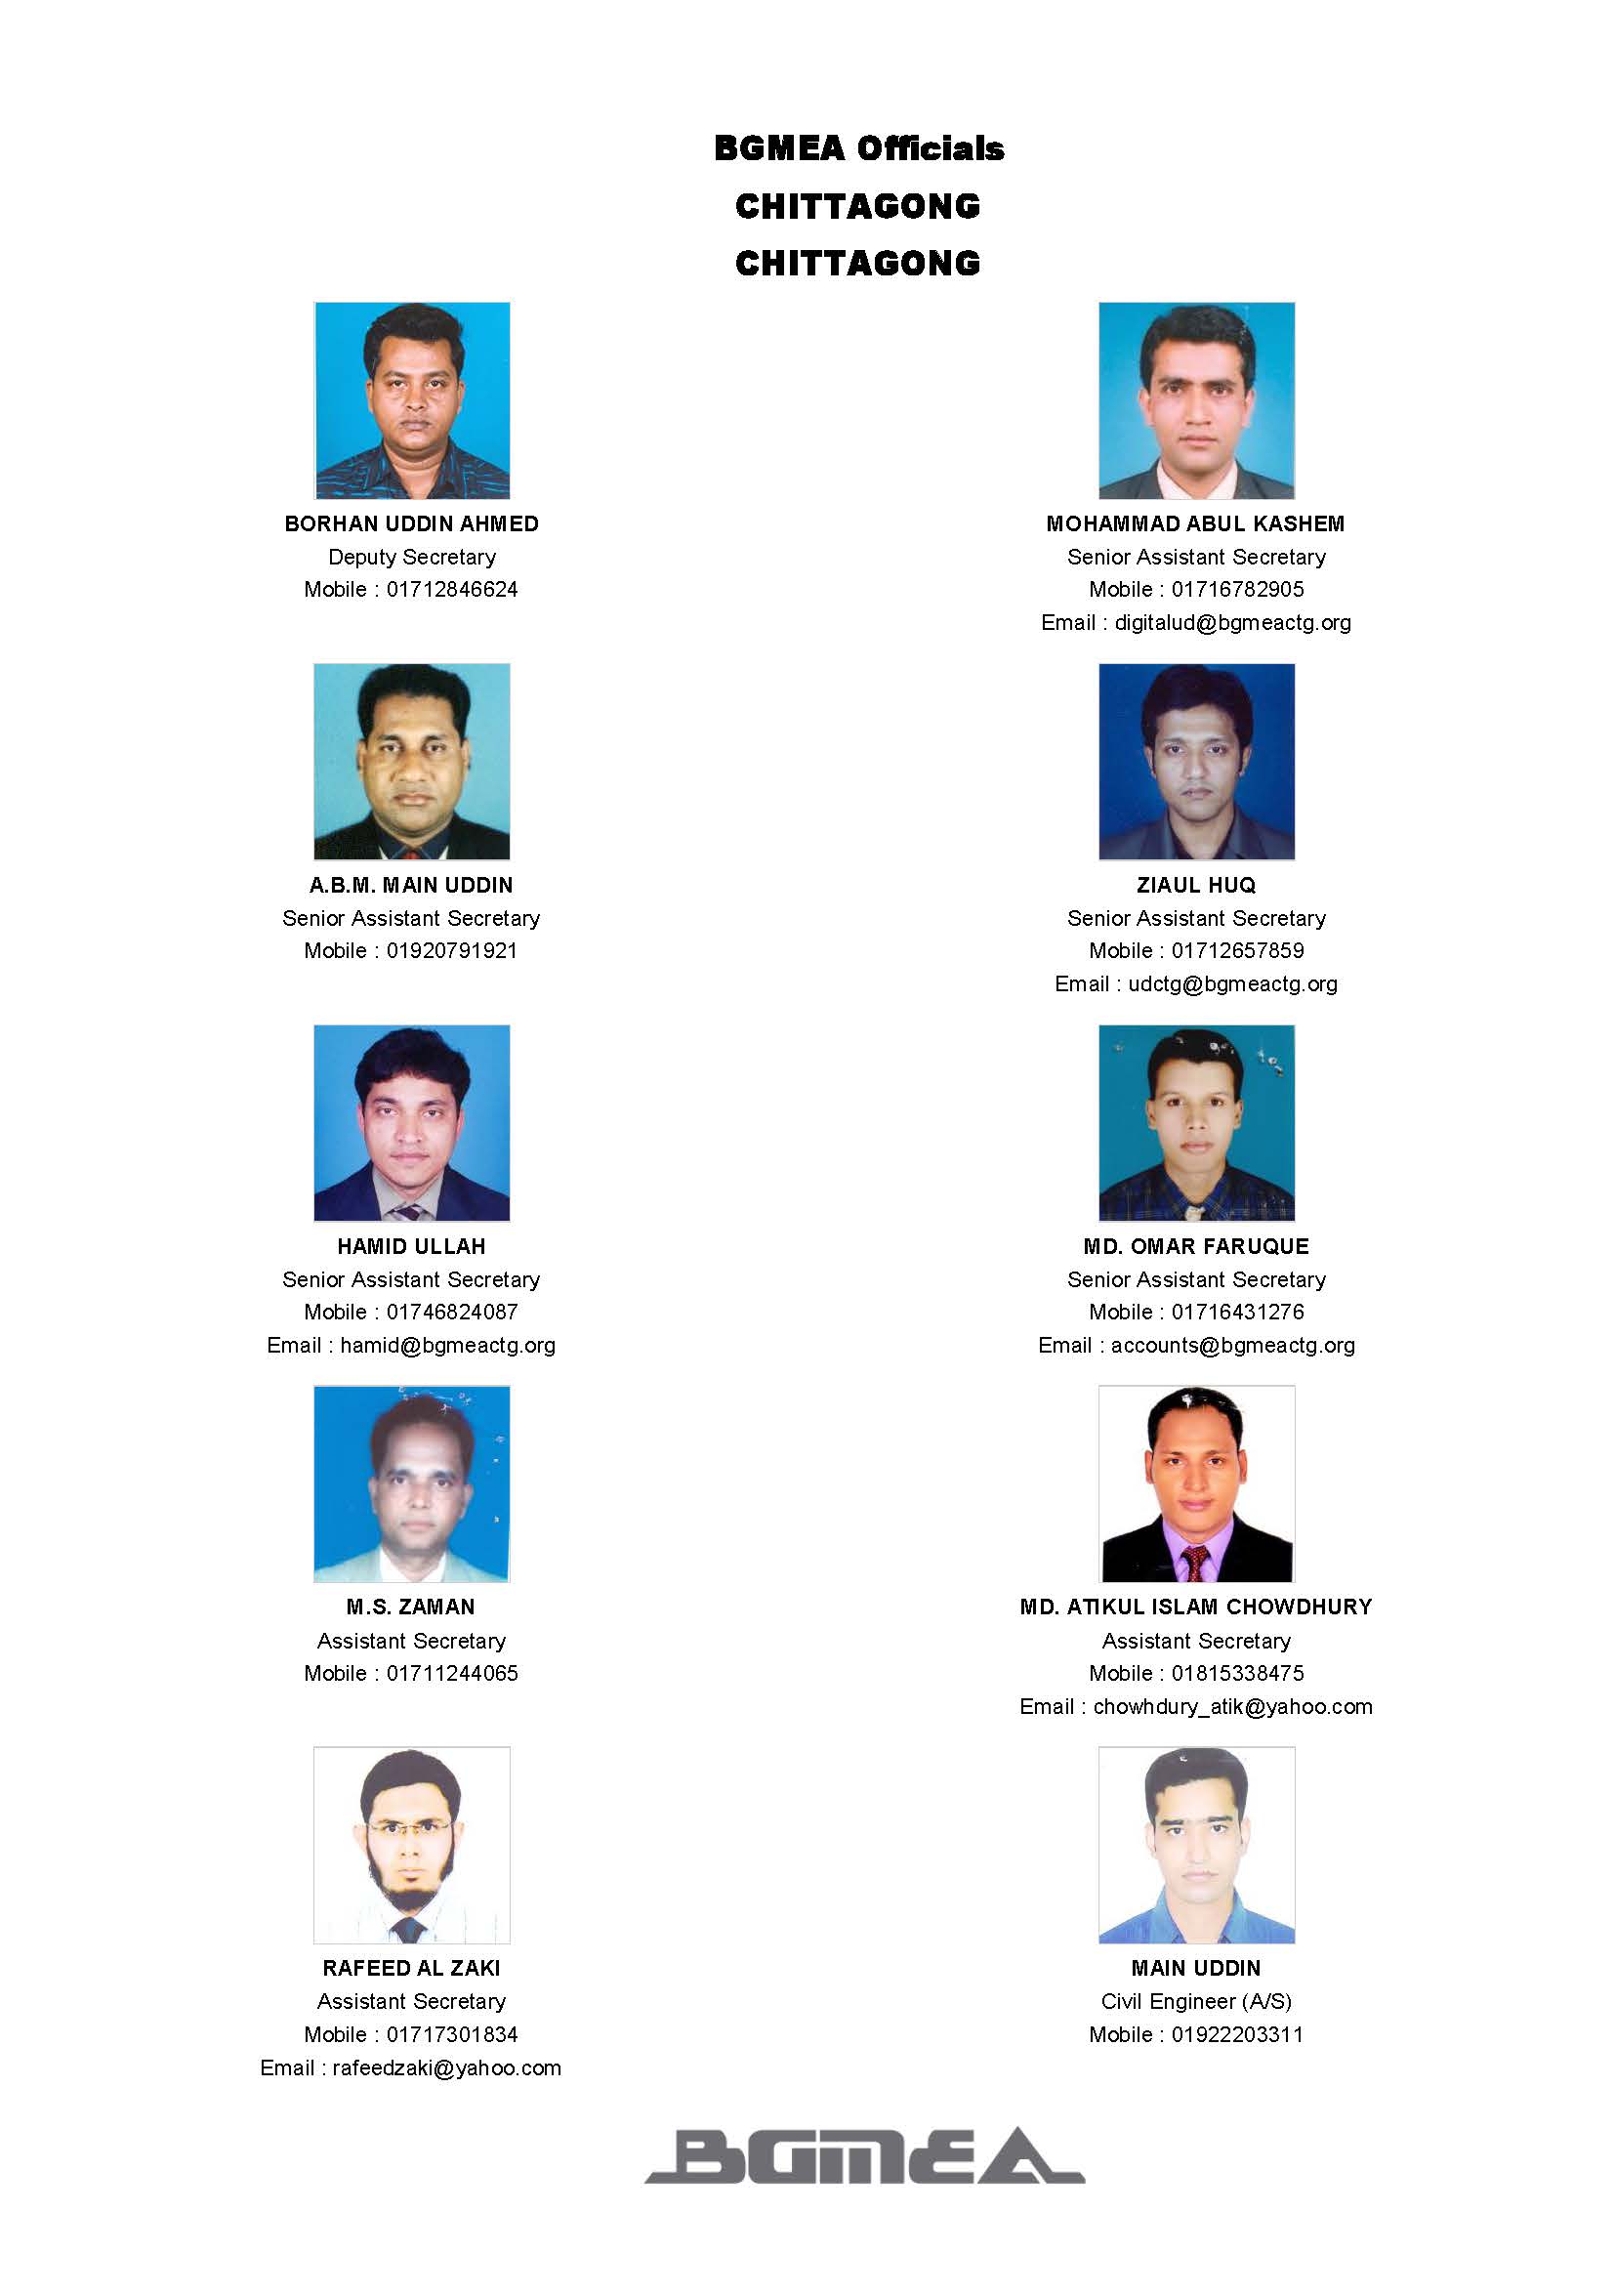 BGMEA Officials
CHITTAGONG
CHITTAGONG
BORHAN UDDIN AHMED
Deputy Secretary
Mobile : 01712846624
MOHAMMAD ABUL KASHEM
Senior Assistant Secretary
Mobile : 01716782905
Email : digitalud@bgmeactg.org
A.B.M. MAIN UDDIN
Senior Assistant Secretary
Mobile : 01920791921
ZIAUL HUQ
Senior Assistant Secretary
Mobile : 01712657859
Email : udctg@bgmeactg.org
HAMID ULLAH
Senior Assistant Secretary
Mobile : 01746824087
Email : hamid@bgmeactg.org
MD. OMAR FARUQUE
Senior Assistant Secretary
Mobile : 01716431276
Email : accounts@bgmeactg.org
M.S. ZAMAN
Assistant Secretary
Mobile : 01711244065
MD. ATIKUL ISLAM CHOWDHURY
Assistant Secretary
Mobile : 01815338475
Email : chowhdury_atik@yahoo.com
RAFEED AL ZAKI
Assistant Secretary
Mobile : 01717301834
Email : rafeedzaki@yahoo.com
MAIN UDDIN
Civil Engineer (A/S)
Mobile : 01922203311
BGMEA